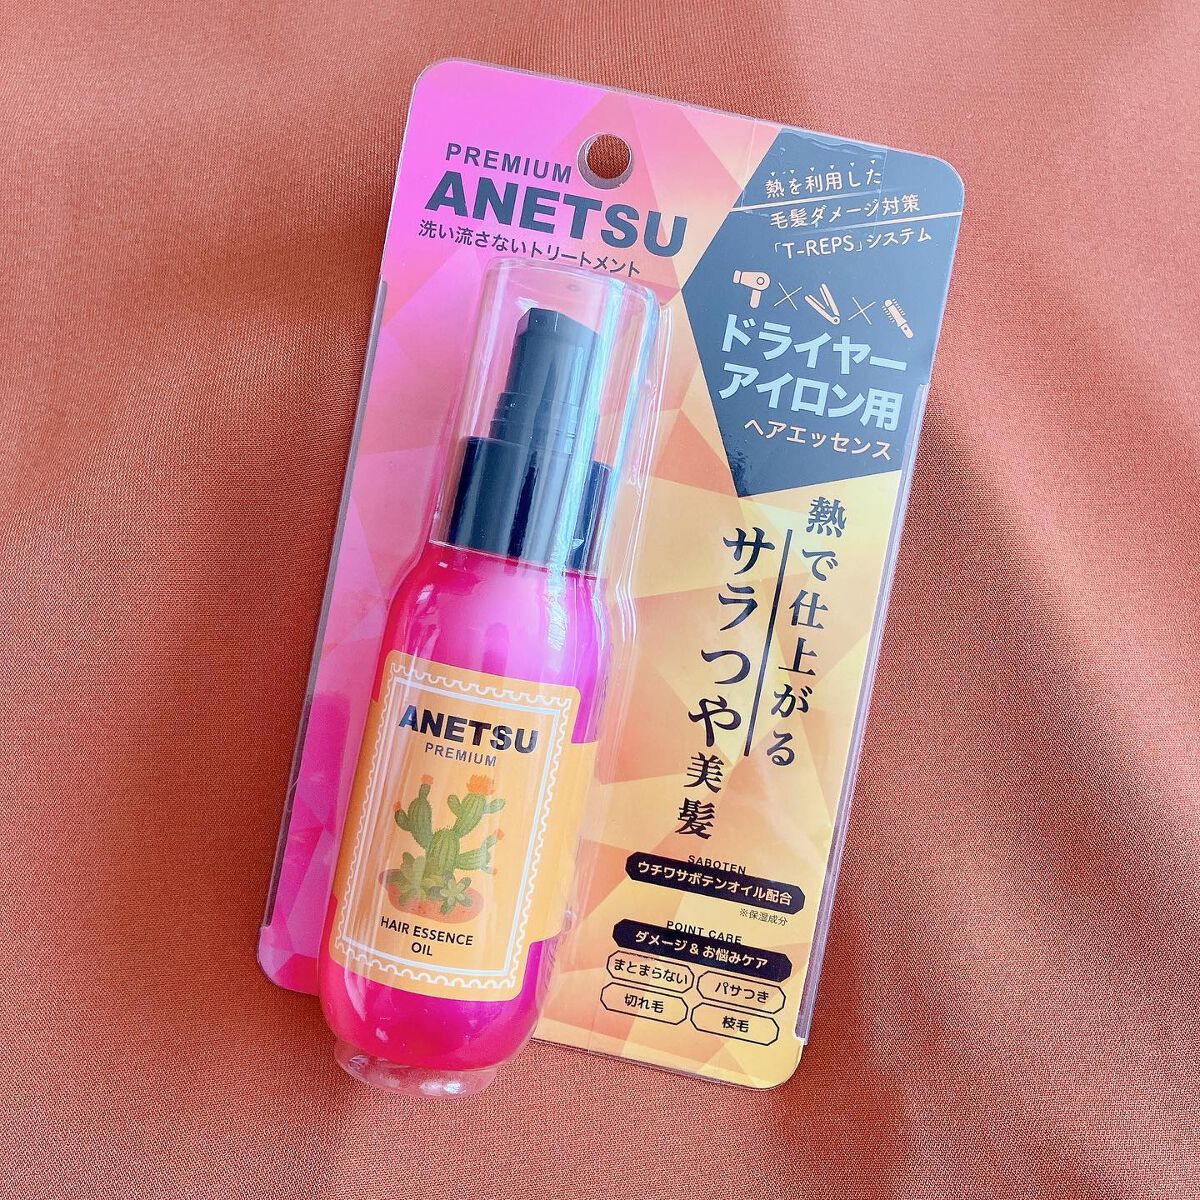 PREMIUM
ANETSU
洗い流さないトリートメント
熱を利用した
毛髪ダメージ対策
「T-REPS」システム
ドライヤー
アイロン用
ヘアエッセンス
熱で仕上がる
サラつや美髪
SABOTEN
ウチワサボテンオイル配合
※保湿成分
POINT CARE
ダメージ&お悩みケア
まとまらない
パサつき
切れ毛
枝毛
ANETSU
PREMIUM
HAIR ESSENCE
OIL